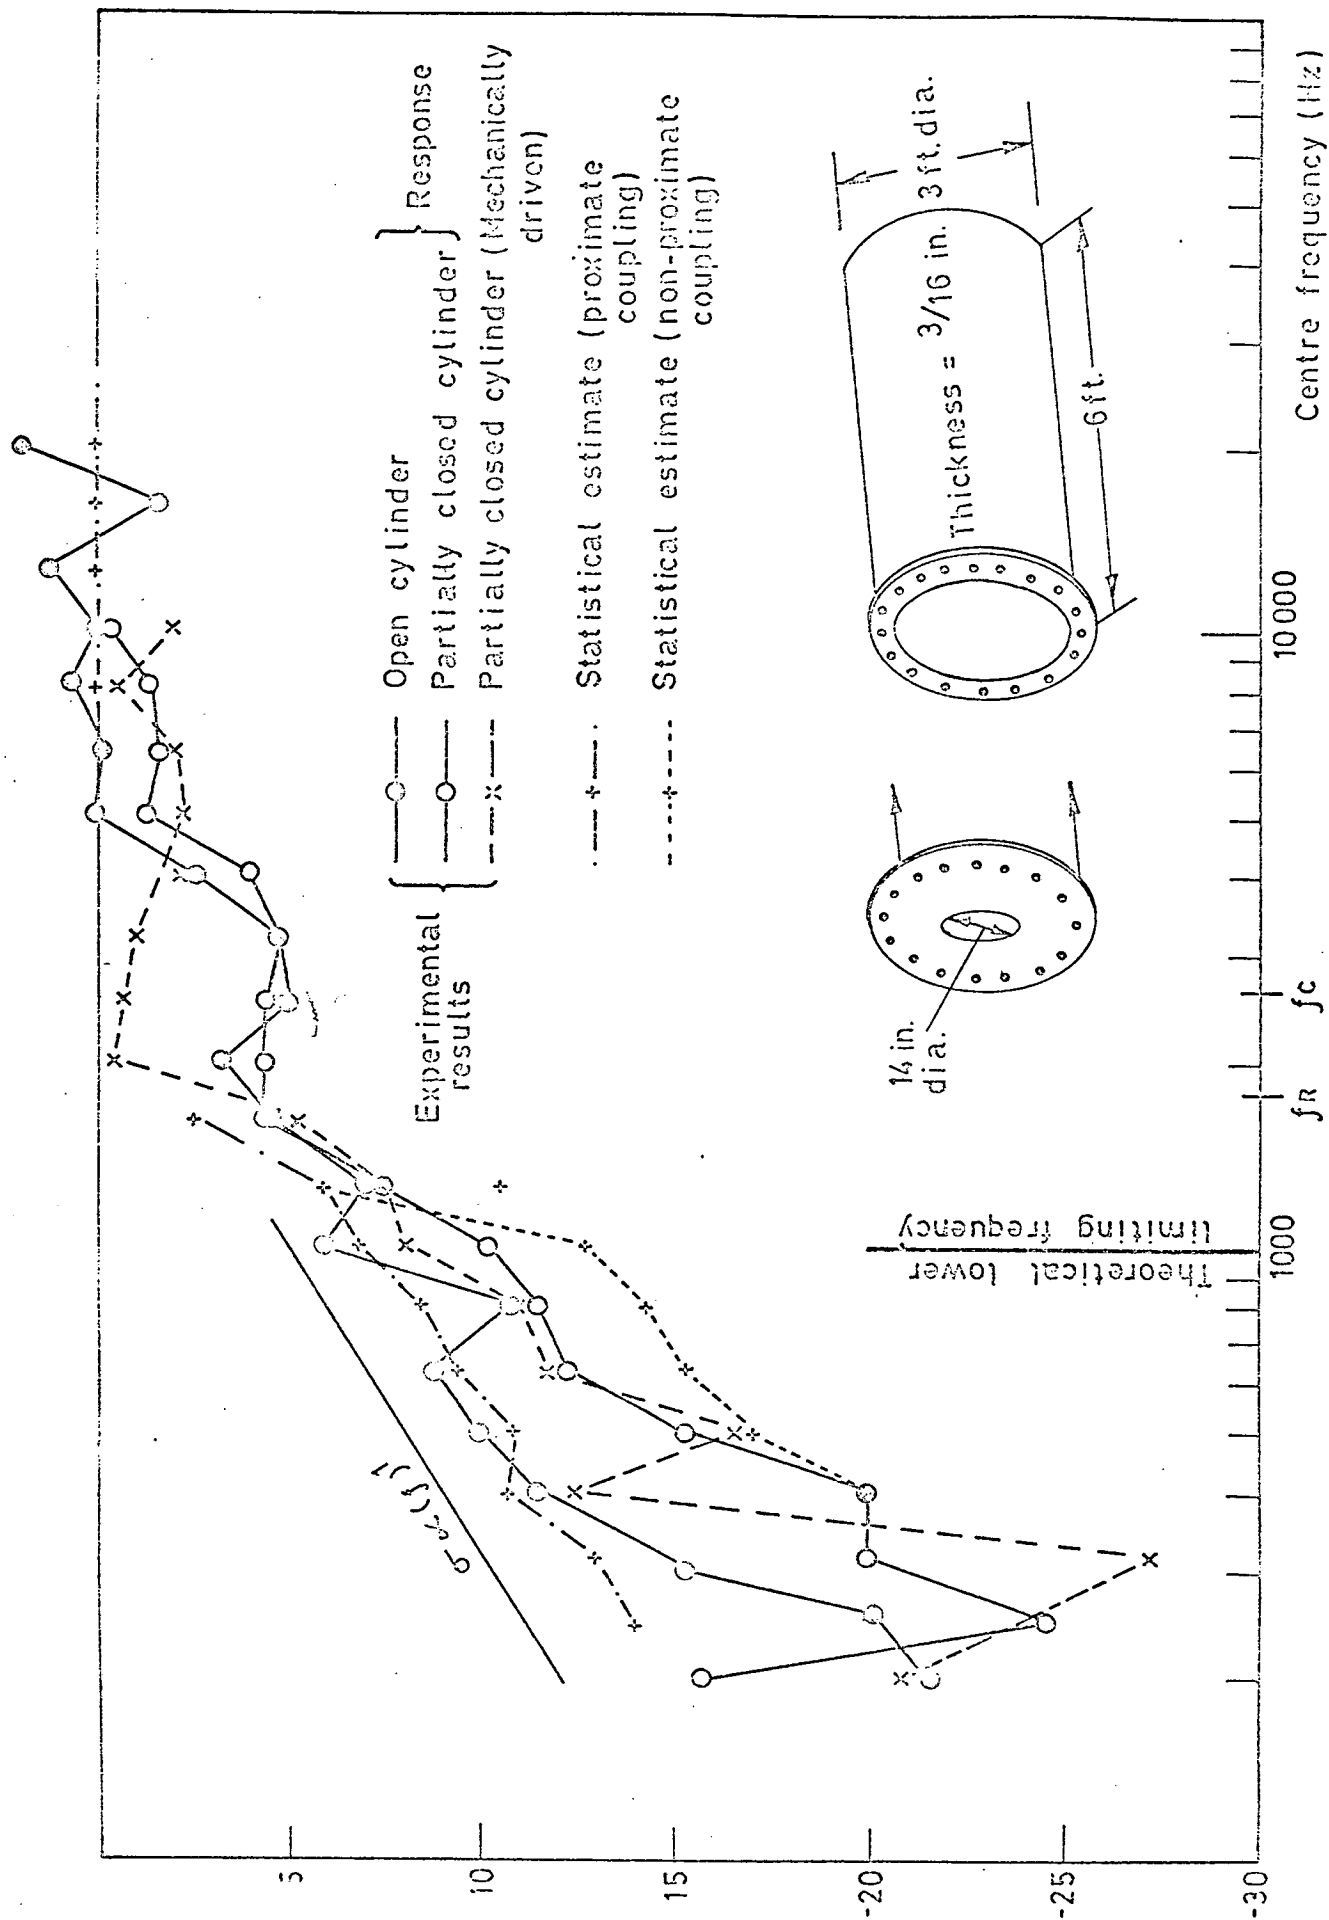 Open cylinder
Partially closed cylinder
Response
Partially closed cylinder (Mechanically
driven)
Experimental
results
Statistical estimate (proximate
coupling)
Statistical estimate (non-proximate
coupling)
σ ∝ (f)¹
Thickness = 3/16 in.
3 ft. dia.
6 ft.
14 in.
dia.
Theoretical lower
limiting frequency
5
10
15
-20
-25
-30
1000
fR
fC
10000
Centre frequency (Hz)